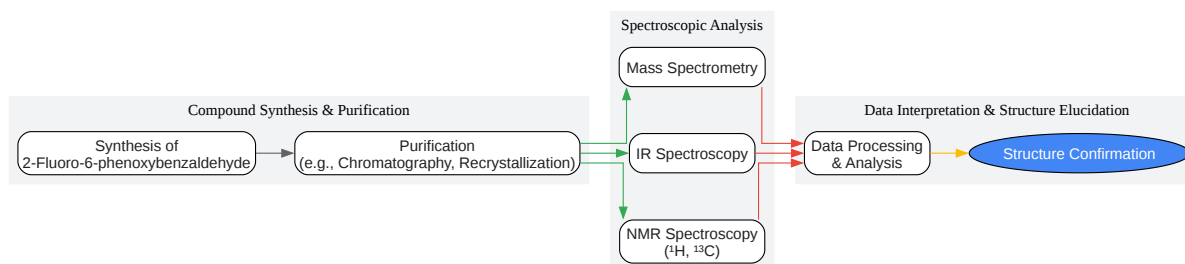 Spectroscopic Analysis
Mass Spectrometry
Compound Synthesis & Purification
Data Interpretation & Structure Elucidation
Synthesis of
2-Fluoro-6-phenoxybenzaldehyde
Purification
(e.g., Chromatography, Recrystallization)
IR Spectroscopy
Data Processing
& Analysis
Structure Confirmation
NMR Spectroscopy
(¹H, ¹³C)